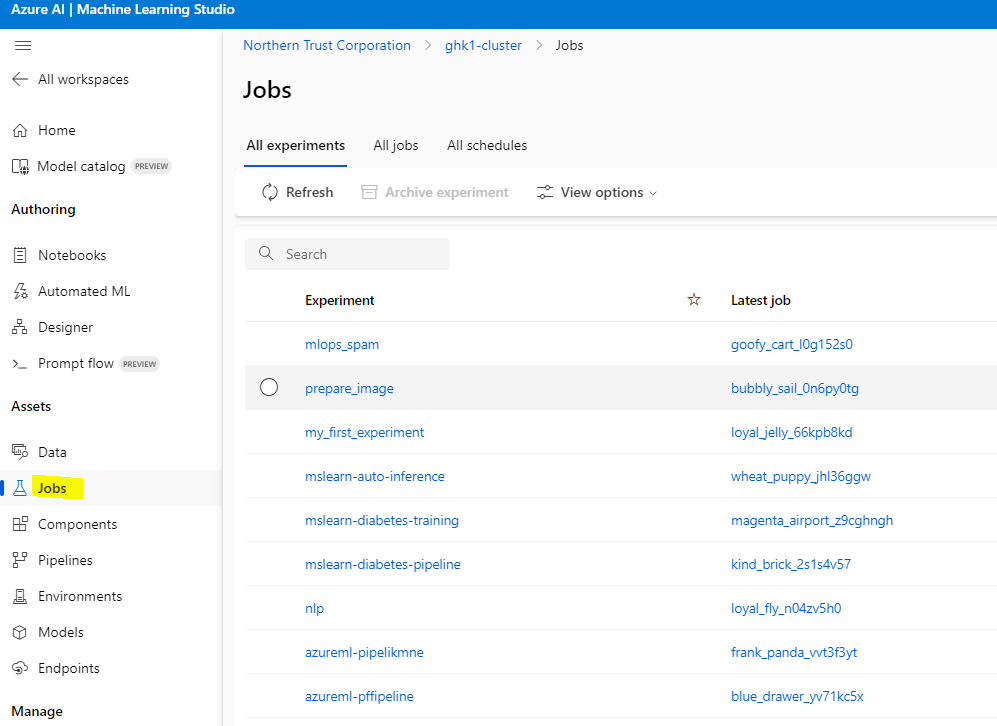 Azure AI | Machine Learning Studio
All workspaces
Home
Model catalog PREVIEW
Authoring
Notebooks
Automated ML
Designer
Prompt flow PREVIEW
Assets
Data
Jobs
Components
Pipelines
Environments
Models
Endpoints
Manage
Northern Trust Corporation > ghk1-cluster > Jobs
Jobs
All experiments All jobs All schedules
Refresh Archive experiment View options
Search
Experiment Latest job
mlops_spam goofy_cart_l0g152s0
prepare_image bubbly_sail_0n6py0tg
my_first_experiment loyal_jelly_66kpb8kd
mslearn-auto-inference wheat_puppy_jhl36ggw
mslearn-diabetes-training magenta_airport_z9cghngh
mslearn-diabetes-pipeline kind_brick_2s1s4v57
nlp loyal_fly_n04zv5h0
azureml-pipelikmne frank_panda_vvt3f3yt
azureml-pffipeline blue_drawer_yv71kc5x